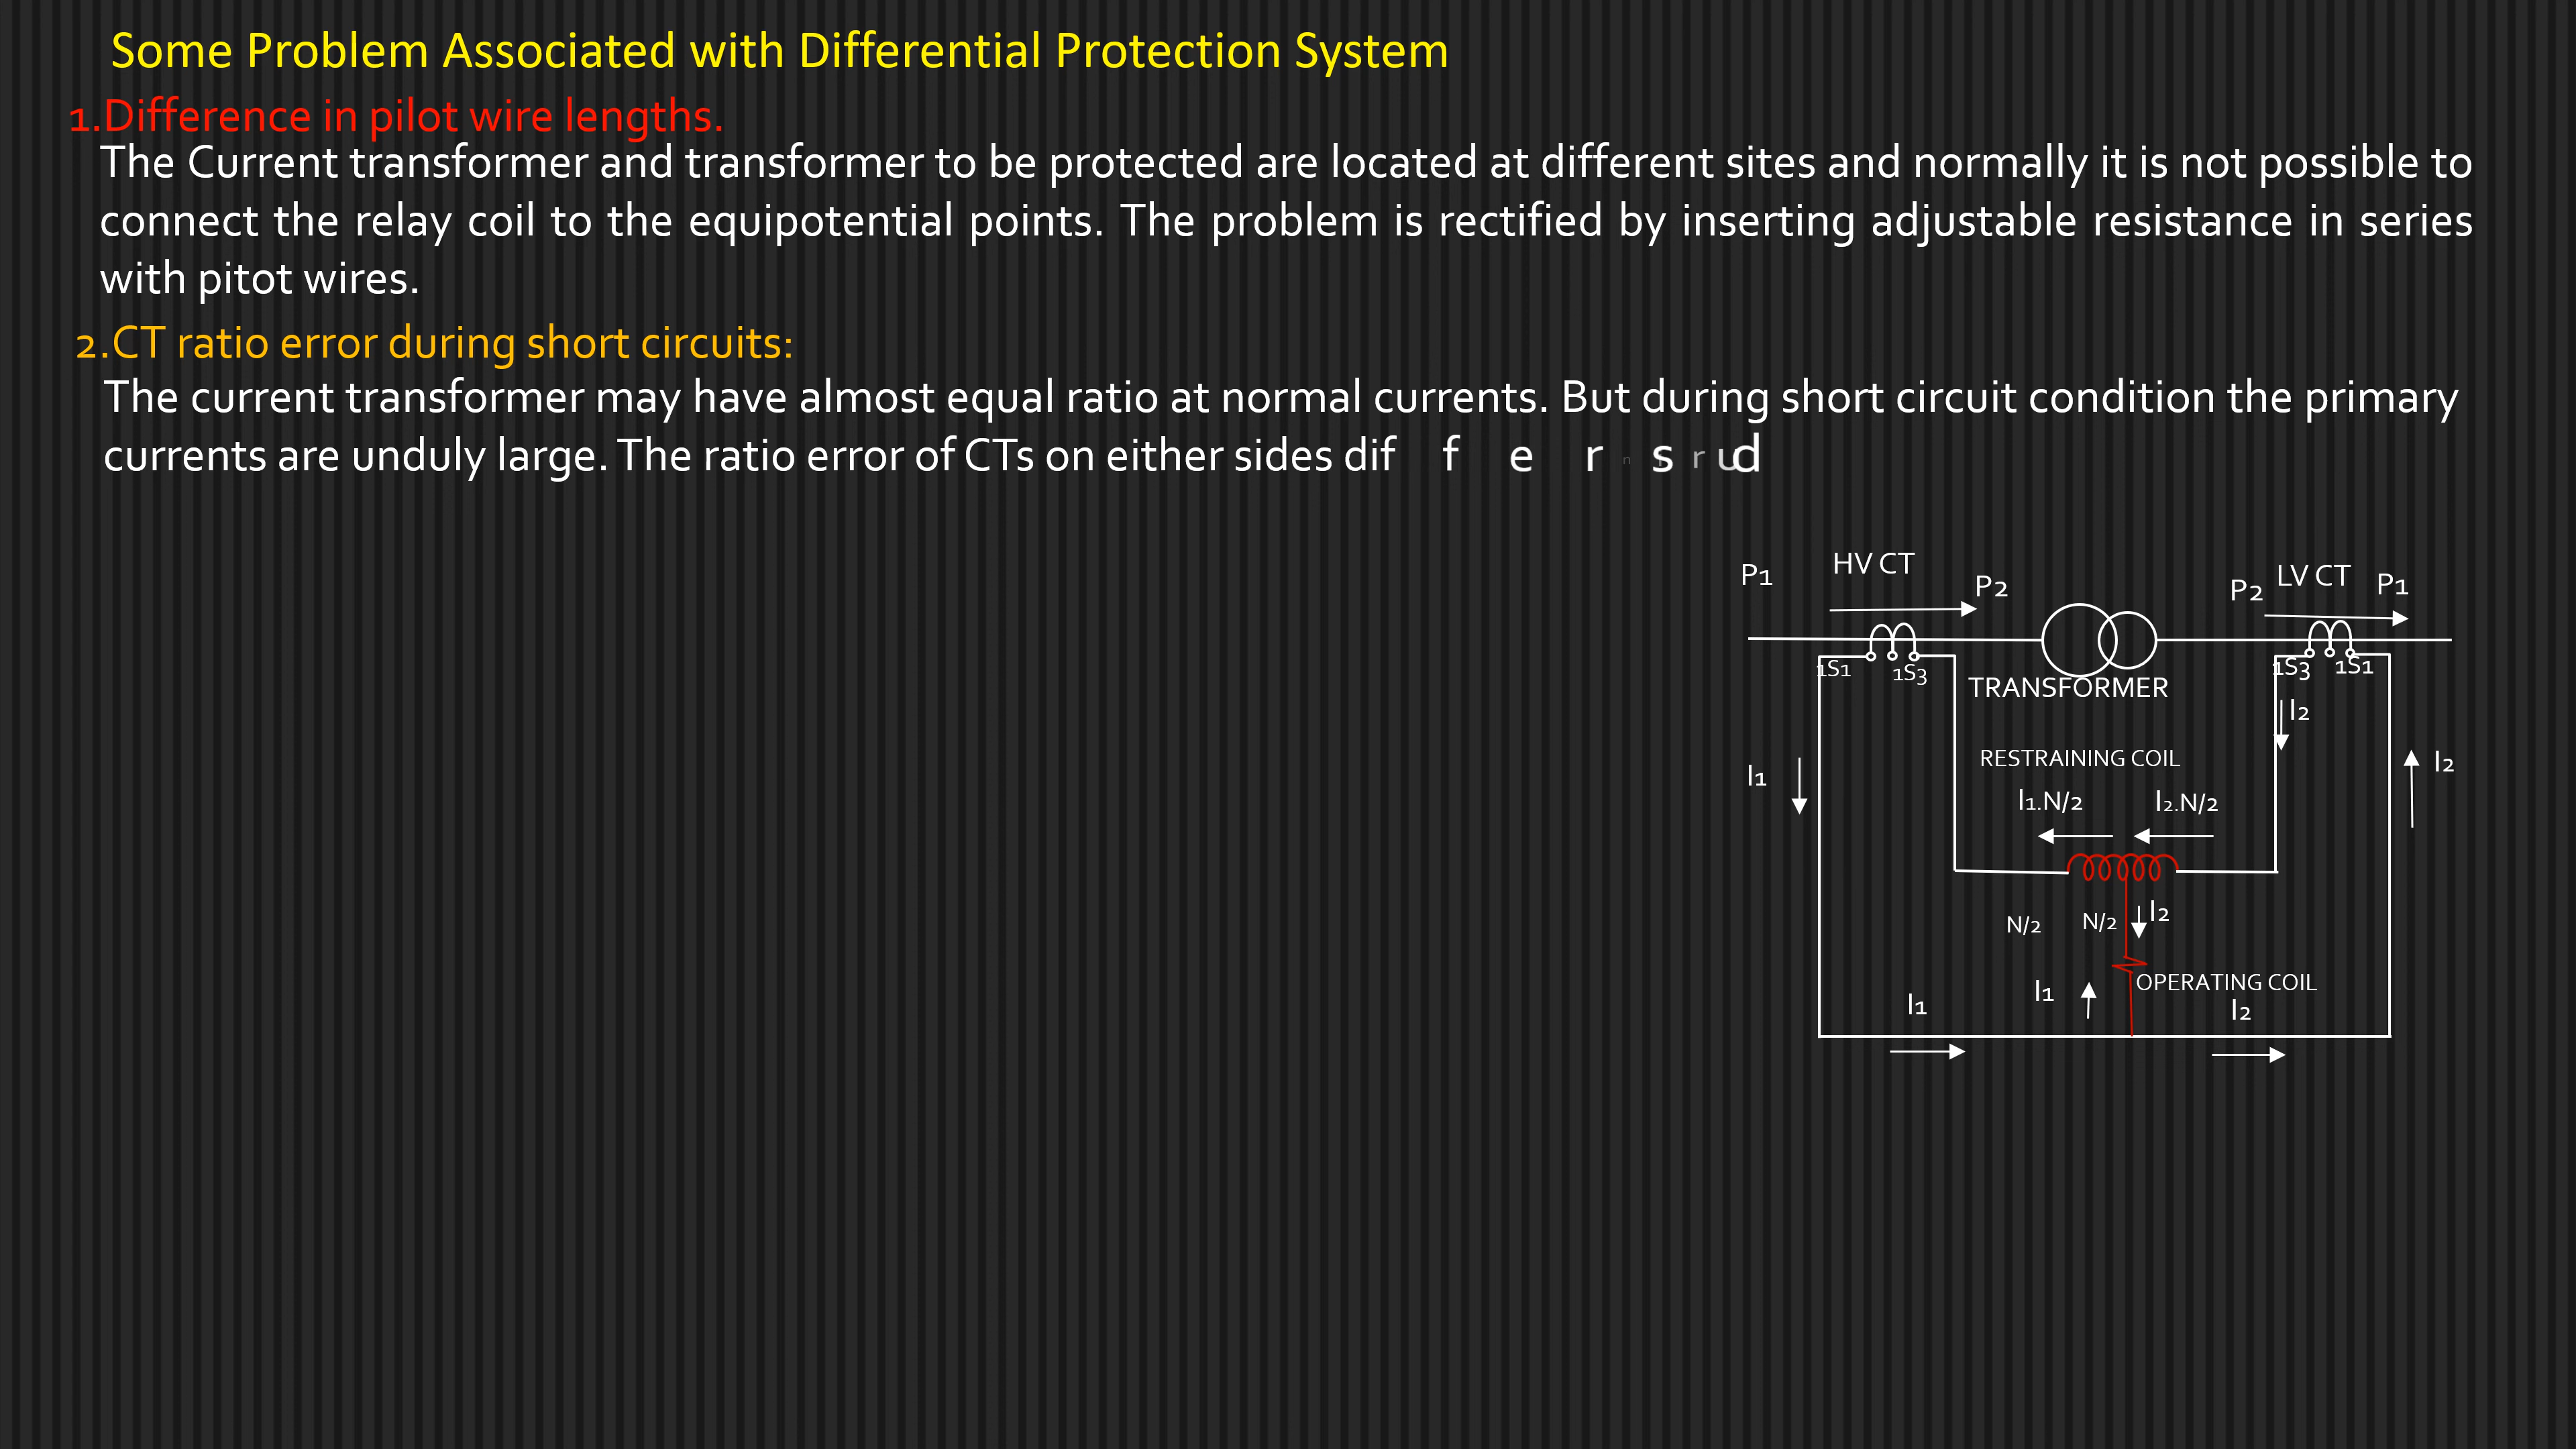 Some Problem Associated with Differential Protection System
1.Difference in pilot wire lengths.
The Current transformer and transformer to be protected are located at different sites and normally it is not possible to
connect the relay coil to the equipotential points. The problem is rectified by inserting adjustable resistance in series
with pitot wires.
2.CT ratio error during short circuits:
The current transformer may have almost equal ratio at normal currents. But during short circuit condition the primary
currents are unduly large. The ratio error of CTs on either sides differs
P1 HV CT P2 P2 LV CT P1
1S1 1S3 1S3 1S1
TRANSFORMER
I2
RESTRAINING COIL
I1 I2
I1.N/2 I2.N/2
N/2 N/2 I2
OPERATING COIL
I1 I1 I2